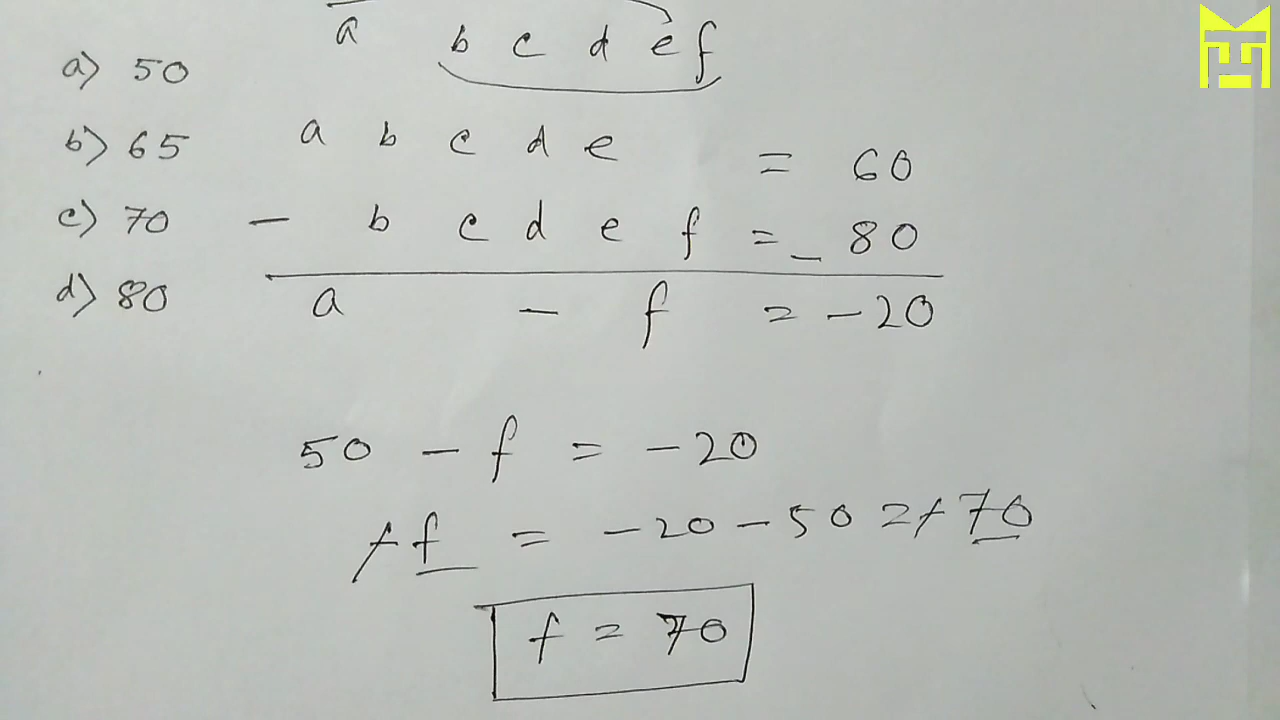 a b c d e f
a) 50
b) 65 a b c d e = 60
c) 70 - b c d e f = - 80
d) 80 a - f = -20
50 - f = -20
+f = -20 - 50 = + 70
f = 70